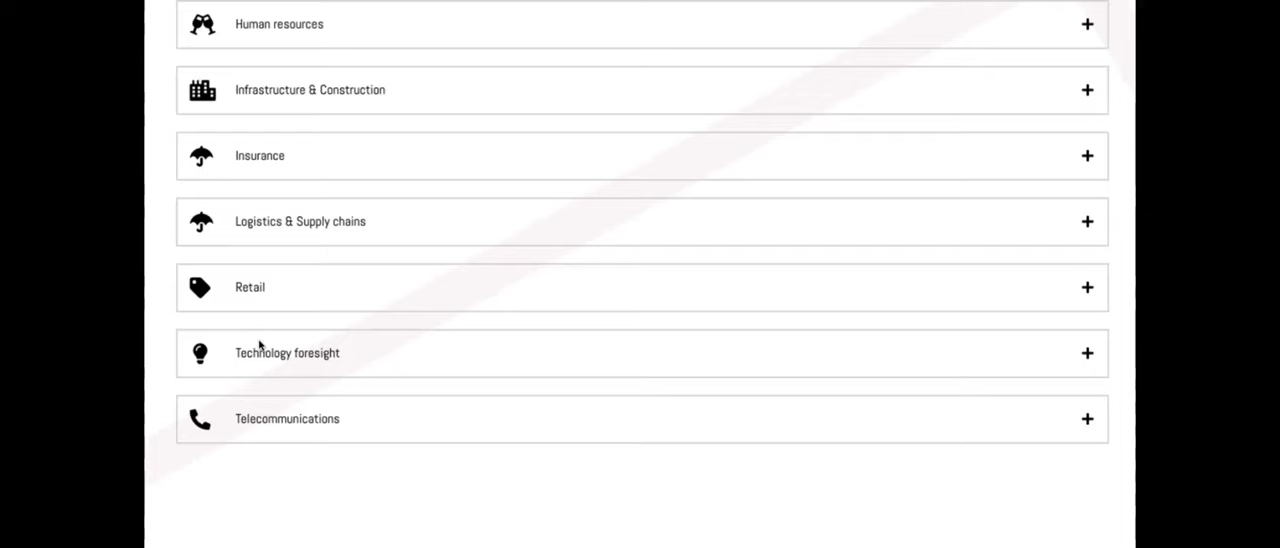 Human resources
Infrastructure & Construction
Insurance
Logistics & Supply chains
Retail
Technology foresight
Telecommunications